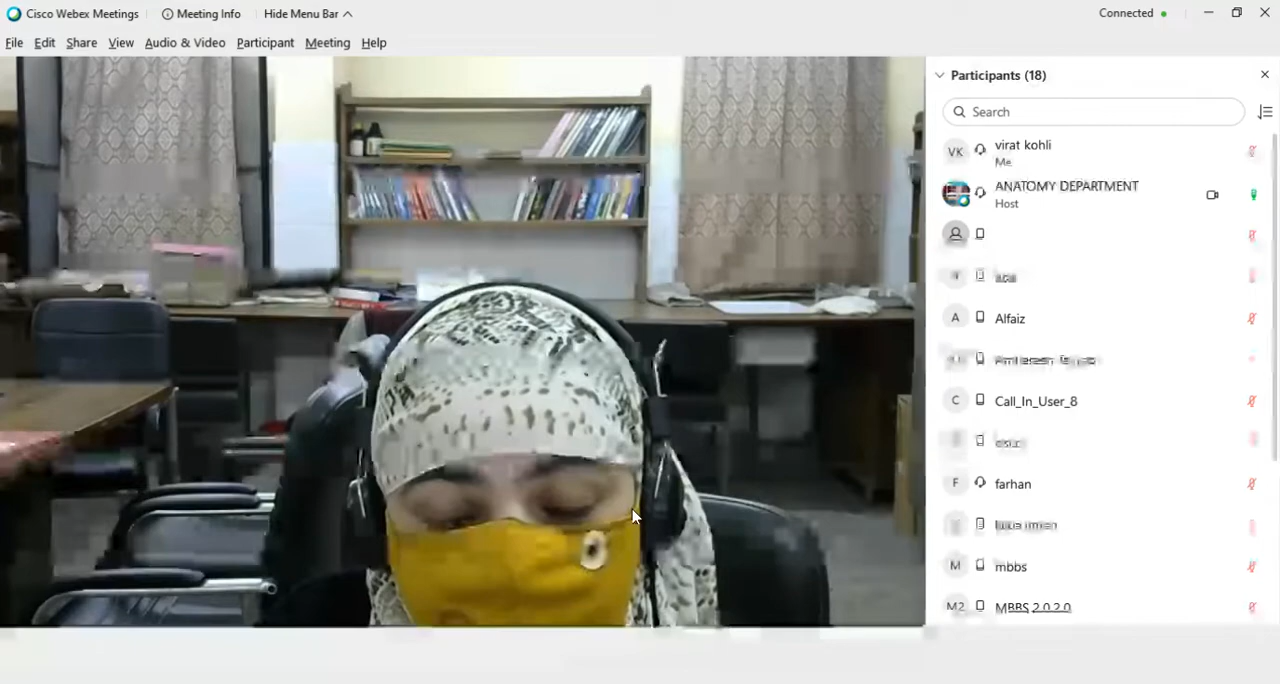 Cisco Webex Meetings
Meeting Info
Hide Menu Bar
Connected
File Edit Share View Audio & Video Participant Meeting Help
Participants (18)
Search
VK virat kohli
Me
ANATOMY DEPARTMENT
Host
A Alfaiz
C Call_In_User_8
F farhan
M mbbs
M2 MBBS 2.0.2.0